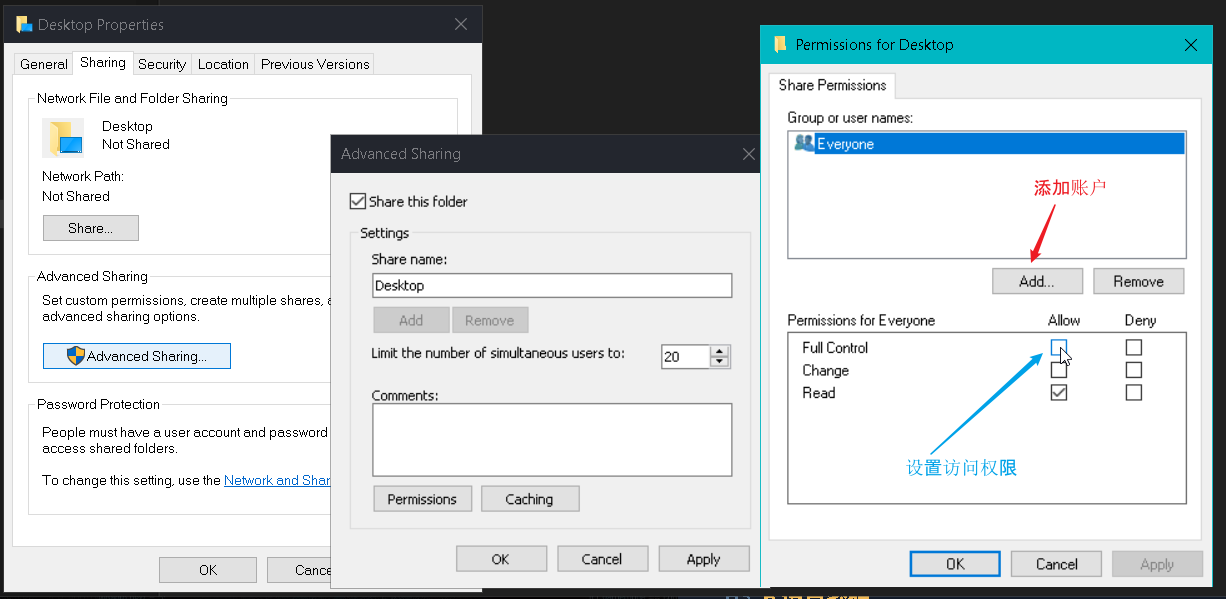 Desktop Properties
General
Sharing
Security
Location
Previous Versions
Network File and Folder Sharing
Desktop
Not Shared
Network Path:
Not Shared
Share...
Advanced Sharing
Set custom permissions, create multiple shares,
advanced sharing options.
Advanced Sharing...
Password Protection
People must have a user account and password
access shared folders.
To change this setting, use the Network and Shar
OK
Cance
Advanced Sharing
Share this folder
Settings
Share name:
Desktop
Add
Remove
Limit the number of simultaneous users to:
20
Comments:
Permissions
Caching
OK
Cancel
Apply
Permissions for Desktop
Share Permissions
Group or user names:
Everyone
添加账户
Add...
Remove
Permissions for Everyone
Allow
Deny
Full Control
Change
Read
设置访问权限
OK
Cancel
Apply